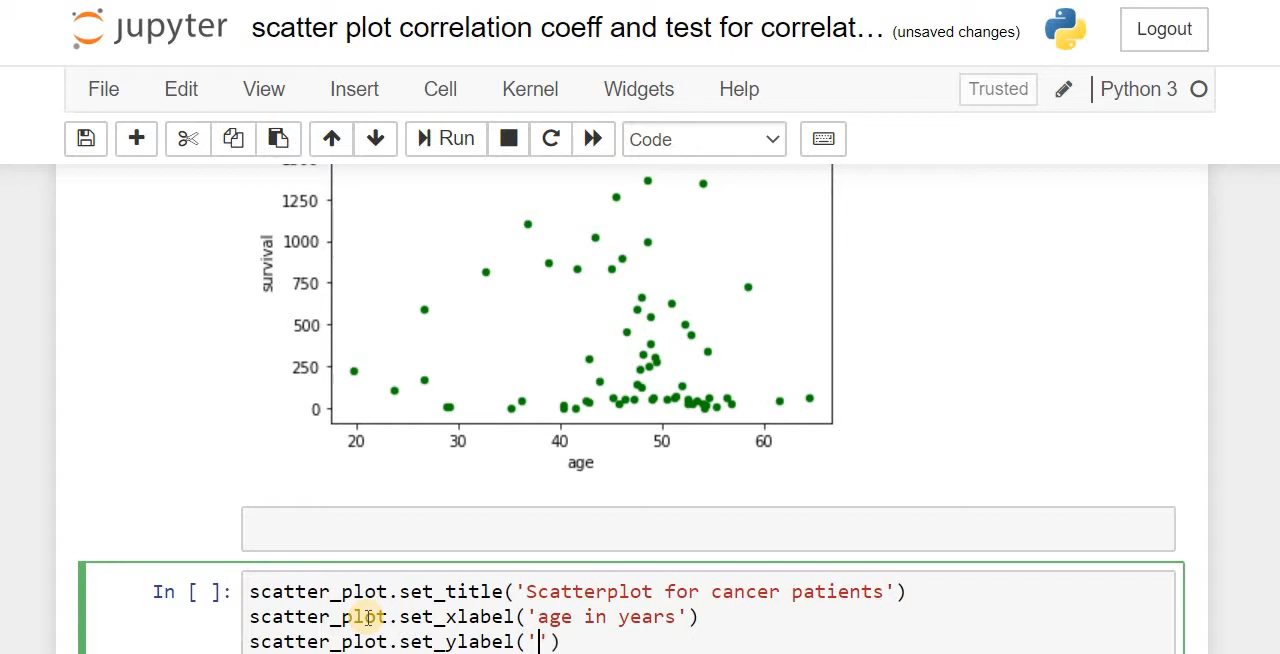 jupyter scatter plot correlation coeff and test for correlat... (unsaved changes) Logout
File Edit View Insert Cell Kernel Widgets Help Trusted Python 3
Run Code
1250
1000
750
500
250
0
survival
20 30 40 50 60
age
In [ ]: scatter_plot.set_title('Scatterplot for cancer patients')
scatter_plot.set_xlabel('age in years')
scatter_plot.set_ylabel('')